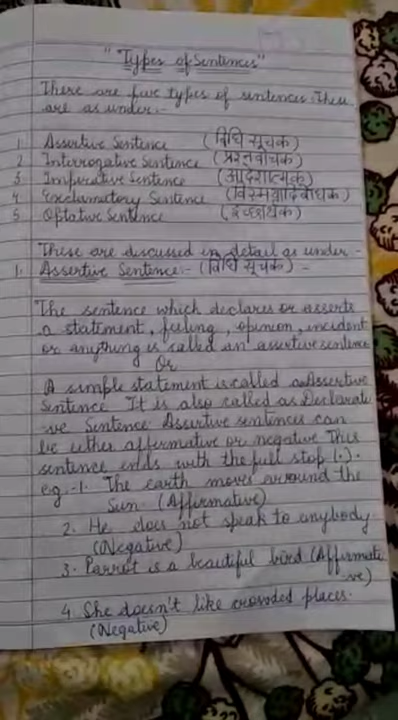 "Types of Sentences"
There are five types of sentences. These
are as under:-
1. Assertive Sentence (विधि सूचक)
2 Interrogative Sentence (प्रश्नवाचक)
3 Imperative Sentence (आदेशात्मक)
4 Exclamatory Sentence (विस्मयादिबोधक)
5 Optative Sentence (इच्छार्थक)
These are discussed in detail as under-
1. Assertive Sentence:- (विधि सूचक) -
The sentence which declares or asserts
a statement, feeling, opinion, incident
or anything is called an assertive sentence
Or
A simple statement is called as Assertive
Sentence. It is also called as Declarati
-ve Sentence. Assertive sentences can
be either affirmative or negative. This
sentence ends with the full stop (.).
e.g:-1. The earth moves around the
Sun. (Affirmative)
2. He does not speak to anybody.
(Negative)
3. Parrot is a beautiful bird (Affirmati
-ve)
4. She doesn't like crowded places.
(Negative)